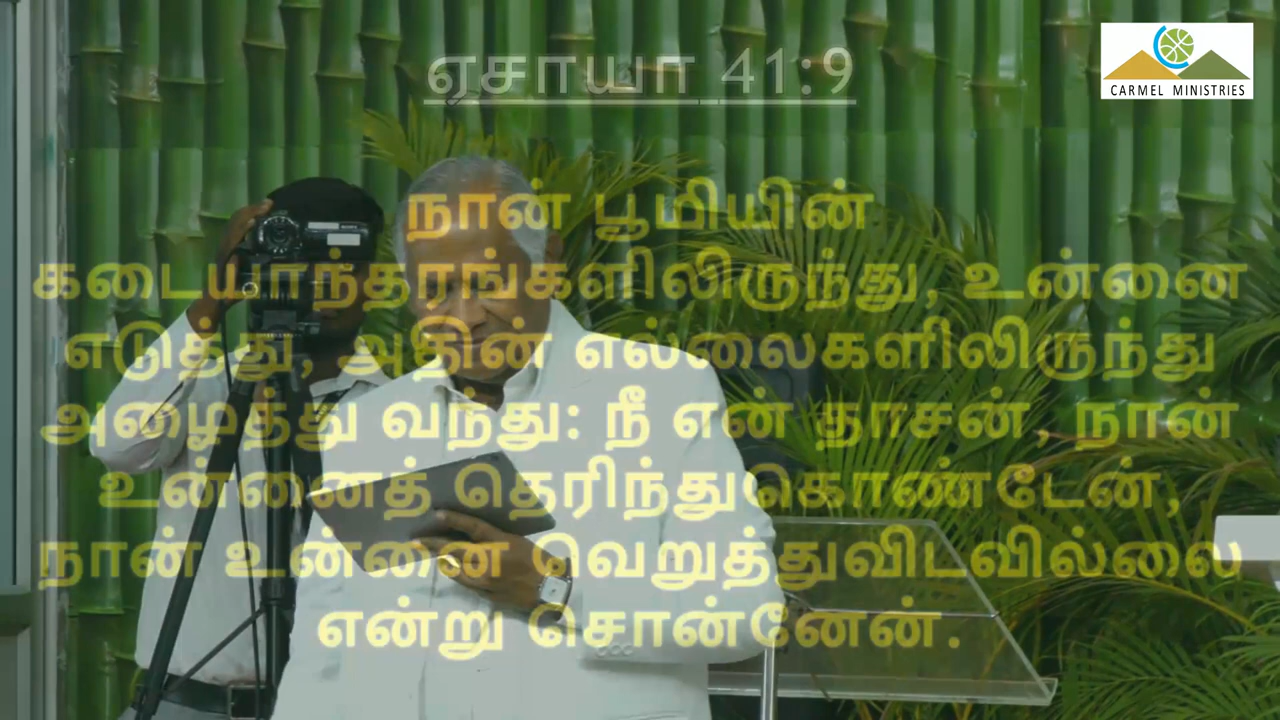 ஏசாயா 41:9
CARMEL MINISTRIES
நான் பூமியின்
கடையாந்தரங்களிலிருந்து, உன்னை
எடுத்து, அதின் எல்லைகளிலிருந்து
அழைத்து வந்து: நீ என் தாசன், நான்
உன்னைத் தெரிந்துகொண்டேன்,
நான் உன்னை வெறுத்துவிடவில்லை
என்று சொன்னேன்.